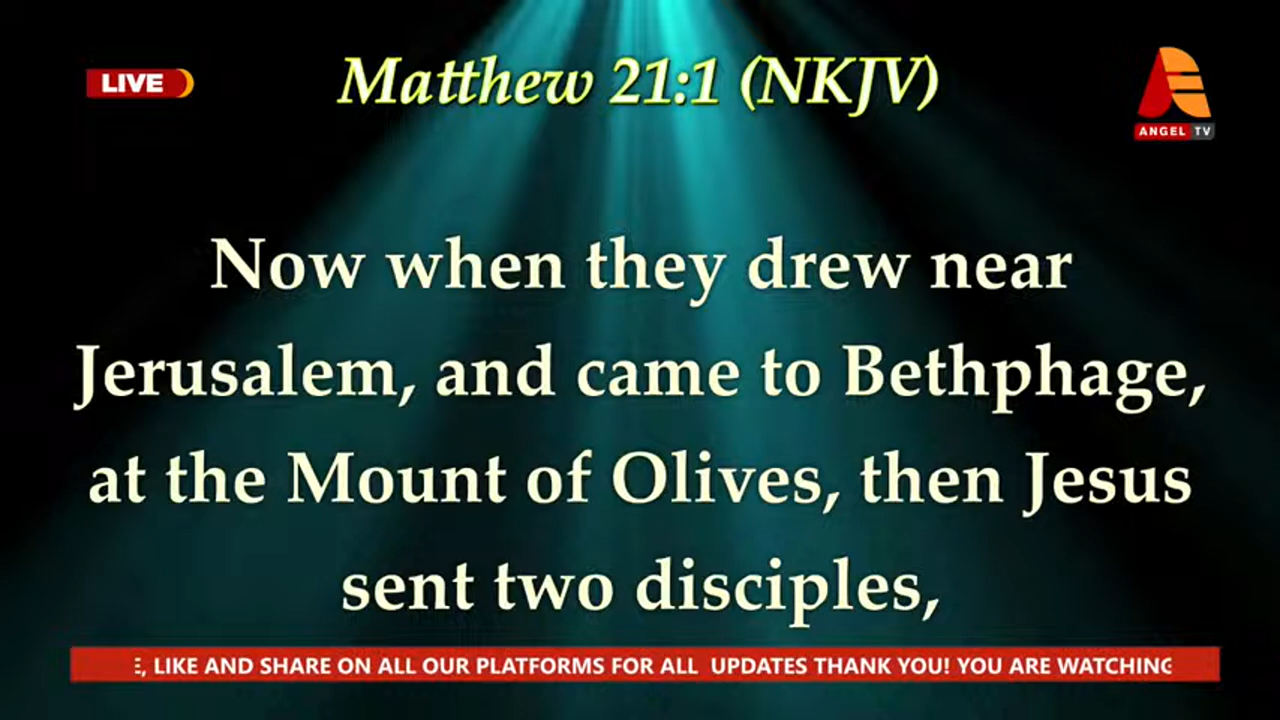 LIVE
Matthew 21:1 (NKJV)
ANGEL TV
Now when they drew near
Jerusalem, and came to Bethphage,
at the Mount of Olives, then Jesus
sent two disciples,
, LIKE AND SHARE ON ALL OUR PLATFORMS FOR ALL UPDATES THANK YOU! YOU ARE WATCHING